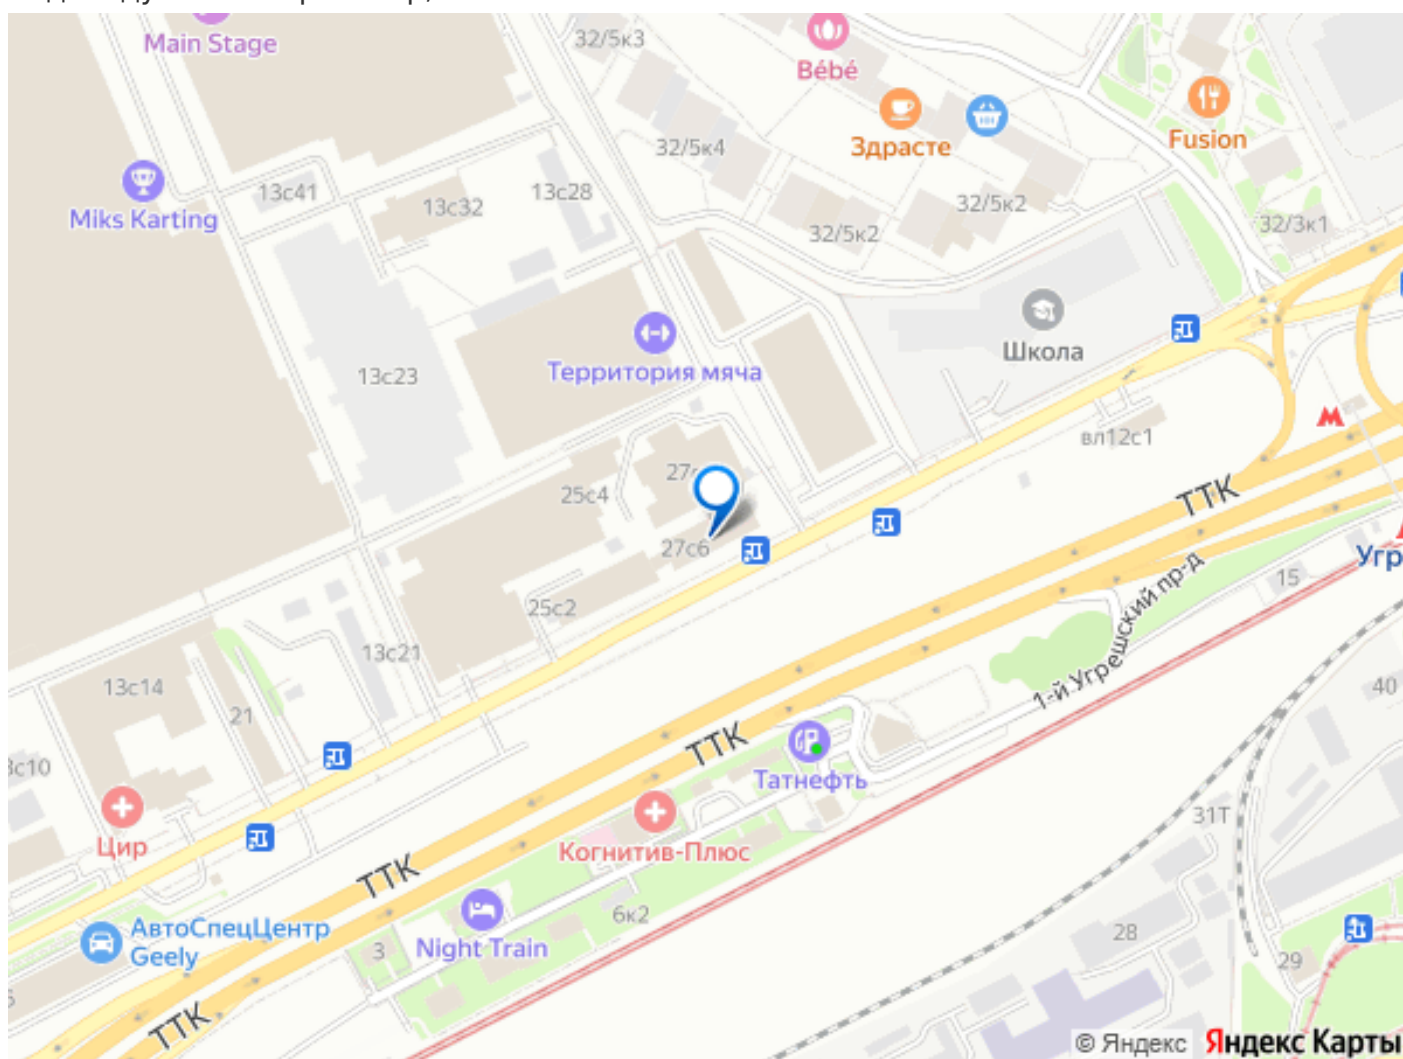 Main Stage
32/5к3
Bébé
Здрасте
Fusion
32/5к4
Miks Karting
13с41
13с32
13с28
32/5к2
32/5к2
32/3к1
Школа
Территория мяча
13с23
вл12с1
ТТК
25с4
27с6
Угр
15
1-й Угрешский пр-д
25с2
13с21
13с14
21
40
ТТК
Татнефть
31Т
Цир
Когнитив-Плюс
ТТК
6к2
АвтоСпецЦентр
Geely
Night Train
3
28
29
ТТК
© Яндекс
Яндекс Карты